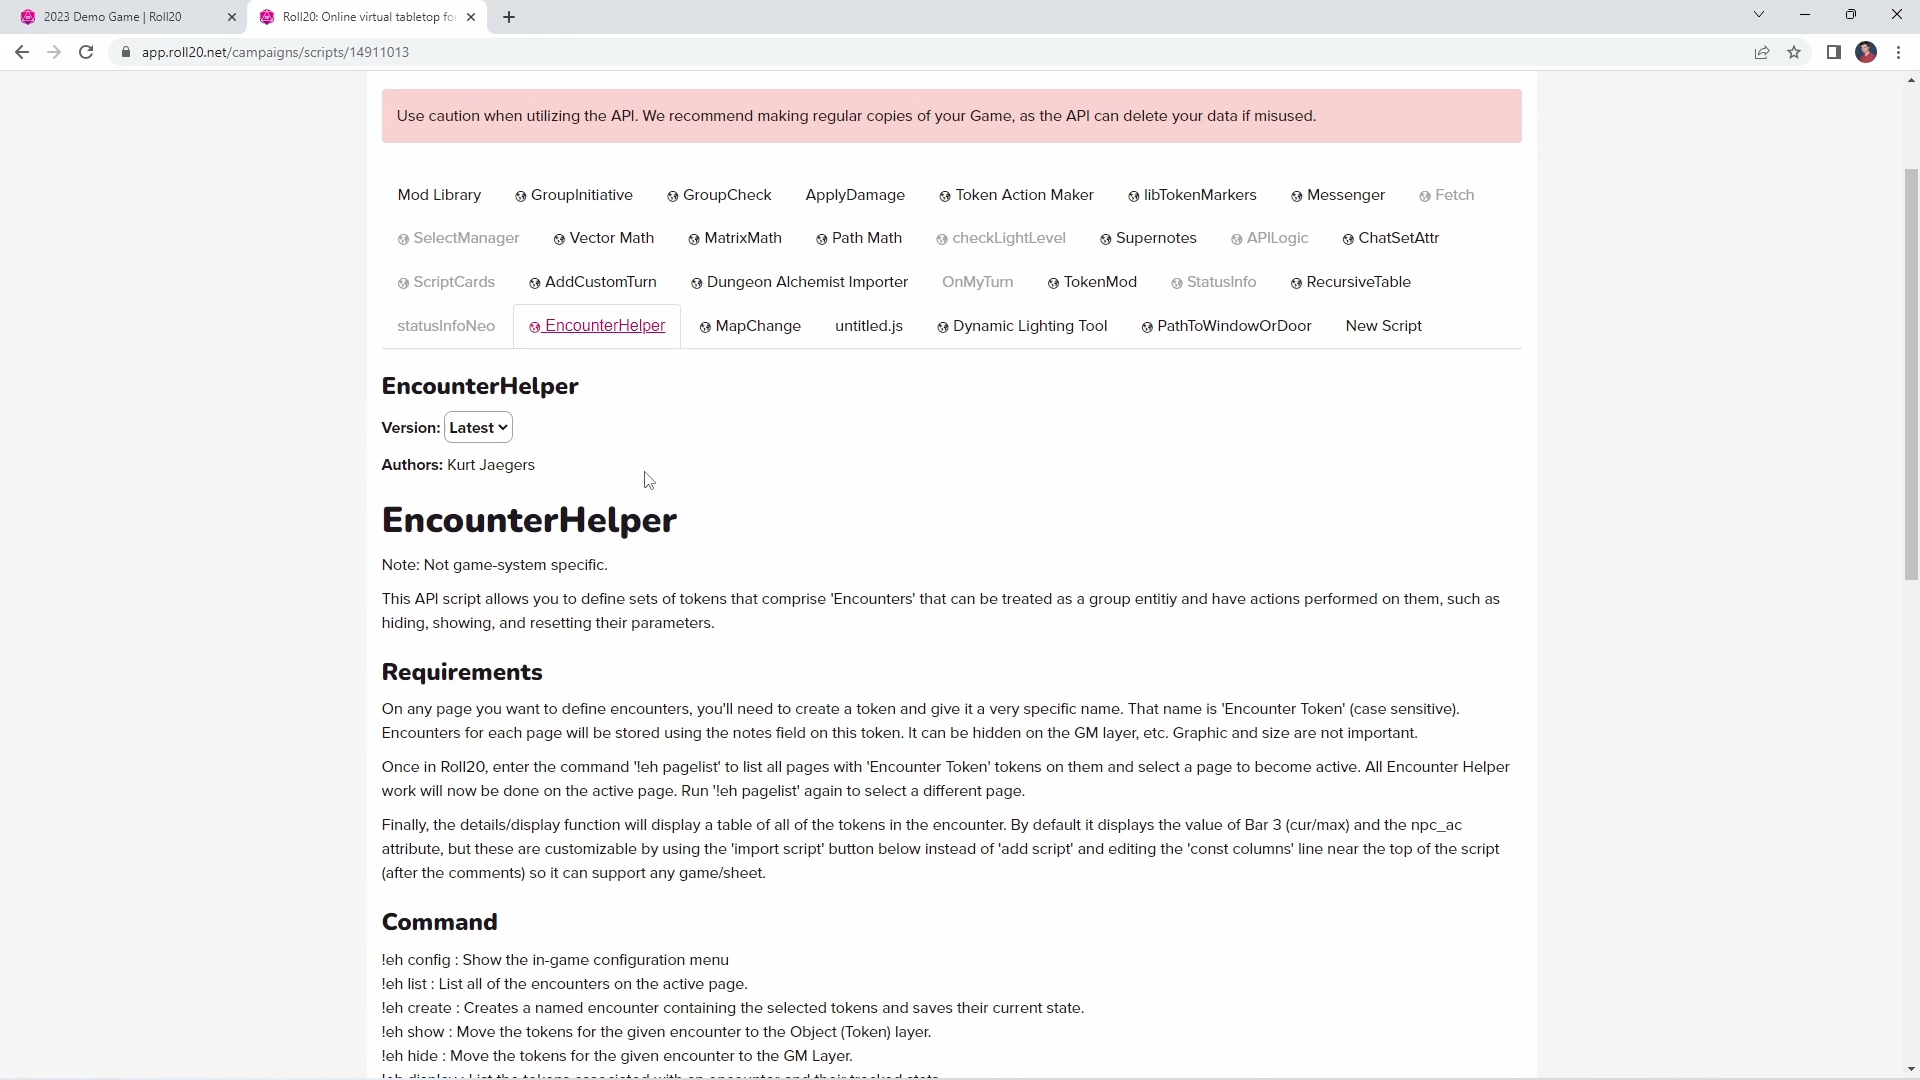 2023 Demo Game | Roll20
Roll20: Online virtual tabletop for
app.roll20.net/campaigns/scripts/14911013
Use caution when utilizing the API. We recommend making regular copies of your Game, as the API can delete your data if misused.
Mod Library GroupInitiative GroupCheck ApplyDamage Token Action Maker libTokenMarkers Messenger Fetch
SelectManager Vector Math MatrixMath Path Math checkLightLevel Supernotes APILogic ChatSetAttr
ScriptCards AddCustomTurn Dungeon Alchemist Importer OnMyTurn TokenMod StatusInfo RecursiveTable
statusInfoNeo EncounterHelper MapChange untitled.js Dynamic Lighting Tool PathToWindowOrDoor New Script
EncounterHelper
Version: Latest
Authors: Kurt Jaegers
EncounterHelper
Note: Not game-system specific.
This API script allows you to define sets of tokens that comprise 'Encounters' that can be treated as a group entitiy and have actions performed on them, such as
hiding, showing, and resetting their parameters.
Requirements
On any page you want to define encounters, you'll need to create a token and give it a very specific name. That name is 'Encounter Token' (case sensitive).
Encounters for each page will be stored using the notes field on this token. It can be hidden on the GM layer, etc. Graphic and size are not important.
Once in Roll20, enter the command '!eh pagelist' to list all pages with 'Encounter Token' tokens on them and select a page to become active. All Encounter Helper
work will now be done on the active page. Run '!eh pagelist' again to select a different page.
Finally, the details/display function will display a table of all of the tokens in the encounter. By default it displays the value of Bar 3 (cur/max) and the npc_ac
attribute, but these are customizable by using the 'import script' button below instead of 'add script' and editing the 'const columns' line near the top of the script
(after the comments) so it can support any game/sheet.
Command
!eh config : Show the in-game configuration menu
!eh list : List all of the encounters on the active page.
!eh create : Creates a named encounter containing the selected tokens and saves their current state.
!eh show : Move the tokens for the given encounter to the Object (Token) layer.
!eh hide : Move the tokens for the given encounter to the GM Layer.